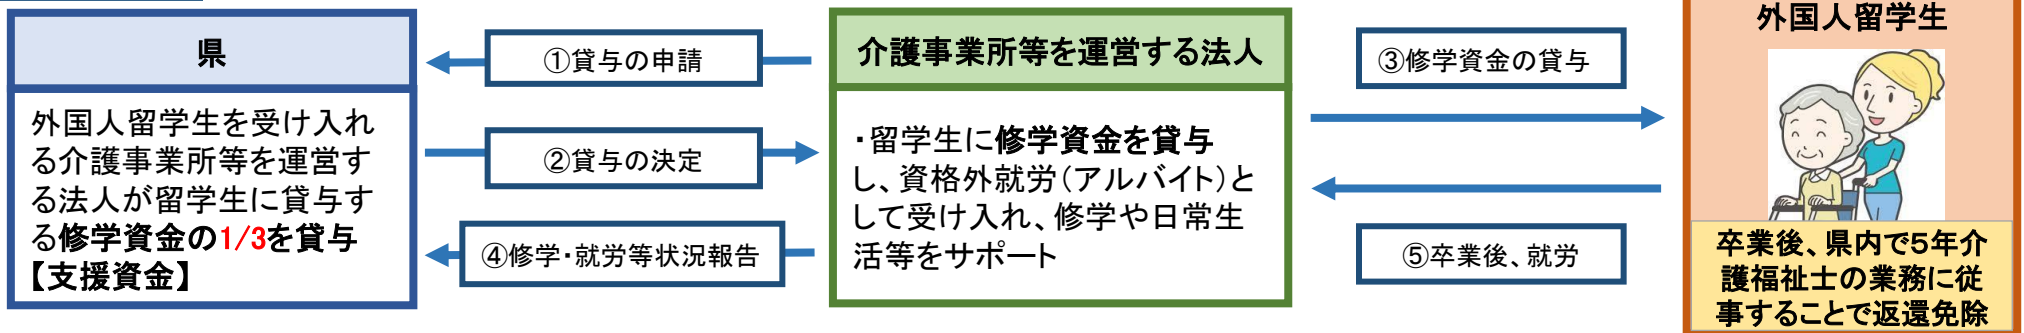 県
外国人留学生を受け入れ
る介護事業所等を運営す
る法人が留学生に貸与す
る修学資金の1/3を貸与
【支援資金】
①貸与の申請
②貸与の決定
④修学・就労等状況報告
介護事業所等を運営する法人
・留学生に修学資金を貸与
し、資格外就労（アルバイト）と
して受け入れ、修学や日常生
活等をサポート
③修学資金の貸与
⑤卒業後、就労
外国人留学生
卒業後、県内で５年介
護福祉士の業務に従
事することで返還免除